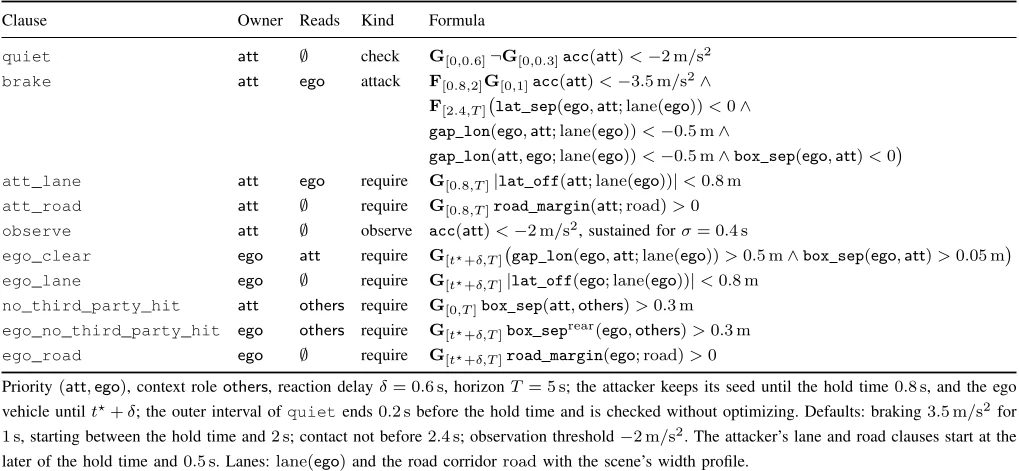 Clause Owner Reads Kind Formula
quiet att ∅ check G[0,0.6] ¬G[0,0.3] acc(att) < −2 m/s²
brake att ego attack F[0.8,2]G[0,1] acc(att) < −3.5 m/s² ∧
F[2.4,T](lat_sep(ego, att; lane(ego)) < 0 ∧
gap_lon(ego, att; lane(ego)) < −0.5 m ∧
gap_lon(att, ego; lane(ego)) < −0.5 m ∧ box_sep(ego, att) < 0)
att_lane att ego require G[0.8,T] |lat_off(att; lane(ego))| < 0.8 m
att_road att ∅ require G[0.8,T] road_margin(att; road) > 0
observe att ∅ observe acc(att) < −2 m/s², sustained for σ = 0.4 s
ego_clear ego att require G[t⋆+δ,T](gap_lon(ego, att; lane(ego)) > 0.5 m ∧ box_sep(ego, att) > 0.05 m)
ego_lane ego ∅ require G[t⋆+δ,T] |lat_off(ego; lane(ego))| < 0.8 m
no_third_party_hit att others require G[0,T] box_sep(att, others) > 0.3 m
ego_no_third_party_hit ego others require G[t⋆+δ,T] box_sep^rear(ego, others) > 0.3 m
ego_road ego ∅ require G[t⋆+δ,T] road_margin(ego; road) > 0
Priority (att, ego), context role others, reaction delay δ = 0.6 s, horizon T = 5 s; the attacker keeps its seed until the hold time 0.8 s, and the ego
vehicle until t⋆ + δ; the outer interval of quiet ends 0.2 s before the hold time and is checked without optimizing. Defaults: braking 3.5 m/s² for
1 s, starting between the hold time and 2 s; contact not before 2.4 s; observation threshold −2 m/s². The attacker's lane and road clauses start at the
later of the hold time and 0.5 s. Lanes: lane(ego) and the road corridor road with the scene's width profile.